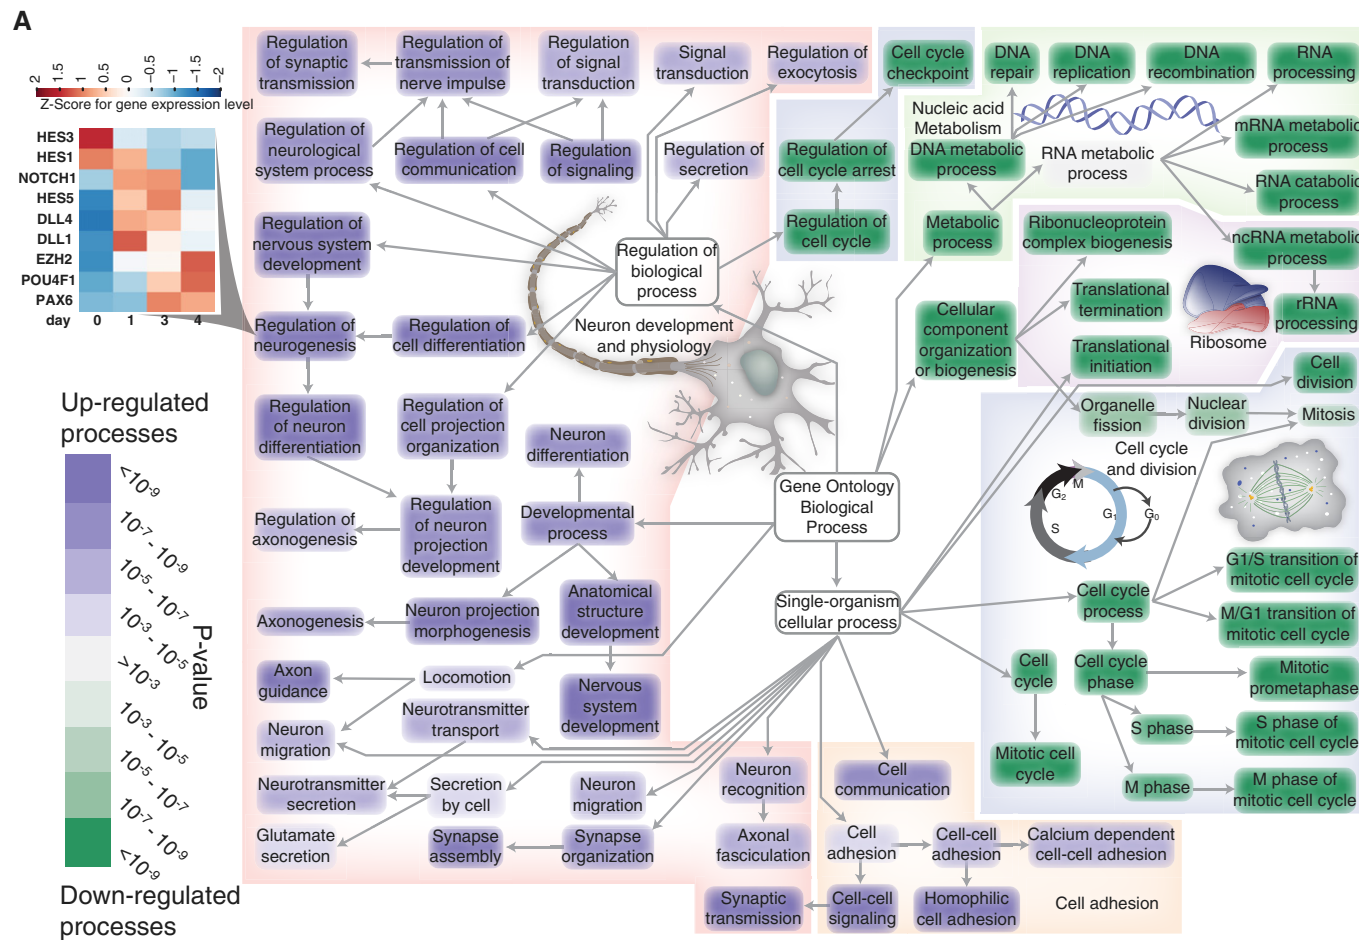 A
2
1.5
1
0.5
0
−0.5
−1
−1.5
−2
Z-Score for gene expression level
HES3
HES1
NOTCH1
HES5
DLL4
DLL1
EZH2
POU4F1
PAX6
day 0 1 3 4
Up-regulated
processes
<10-9
10-7 - 10-9
10-5 - 10-7
10-3 - 10-5
>10-3
10-3 - 10-5
10-5 - 10-7
10-7 - 10-9
<10-9
P-value
Down-regulated
processes
Regulation
of synaptic
transmission
Regulation of
transmission of
nerve impulse
Regulation
of signal
transduction
Signal
transduction
Regulation of
exocytosis
Regulation of
neurological
system process
Regulation of cell
communication
Regulation
of signaling
Regulation of
secretion
Regulation of
nervous system
development
Regulation of
biological
process
Regulation of
neurogenesis
Regulation of
cell differentiation
Neuron development
and physiology
Regulation
of neuron
differentiation
Regulation of
cell projection
organization
Neuron
differentiation
Regulation of
axonogenesis
Regulation
of neuron
projection
development
Developmental
process
Gene Ontology
Biological
Process
Axonogenesis
Neuron projection
morphogenesis
Anatomical
structure
development
Single-organism
cellular process
Axon
guidance
Locomotion
Nervous
system
development
Neuron
migration
Neurotransmitter
transport
Neurotransmitter
secretion
Secretion
by cell
Neuron
migration
Neuron
recognition
Glutamate
secretion
Synapse
assembly
Synapse
organization
Axonal
fasciculation
Synaptic
transmission
Cell
communication
Cell
adhesion
Cell-cell
adhesion
Calcium dependent
cell-cell adhesion
Cell-cell
signaling
Homophilic
cell adhesion
Cell adhesion
Cell cycle
checkpoint
Regulation of
cell cycle arrest
Regulation of
cell cycle
DNA
repair
DNA
replication
DNA
recombination
RNA
processing
Nucleic acid
Metabolism
DNA metabolic
process
RNA metabolic
process
mRNA metabolic
process
RNA catabolic
process
Metabolic
process
ncRNA metabolic
process
rRNA
processing
Ribonucleoprotein
complex biogenesis
Translational
termination
Translational
initiation
Ribosome
Cellular
component
organization
or biogenesis
Cell
division
Organelle
fission
Nuclear
division
Mitosis
Cell cycle
and division
M
G2
G1
G0
S
Cell cycle
process
G1/S transition of
mitotic cell cycle
M/G1 transition of
mitotic cell cycle
Cell
cycle
Cell cycle
phase
Mitotic
prometaphase
S phase
S phase of
mitotic cell cycle
Mitotic cell
cycle
M phase
M phase of
mitotic cell cycle